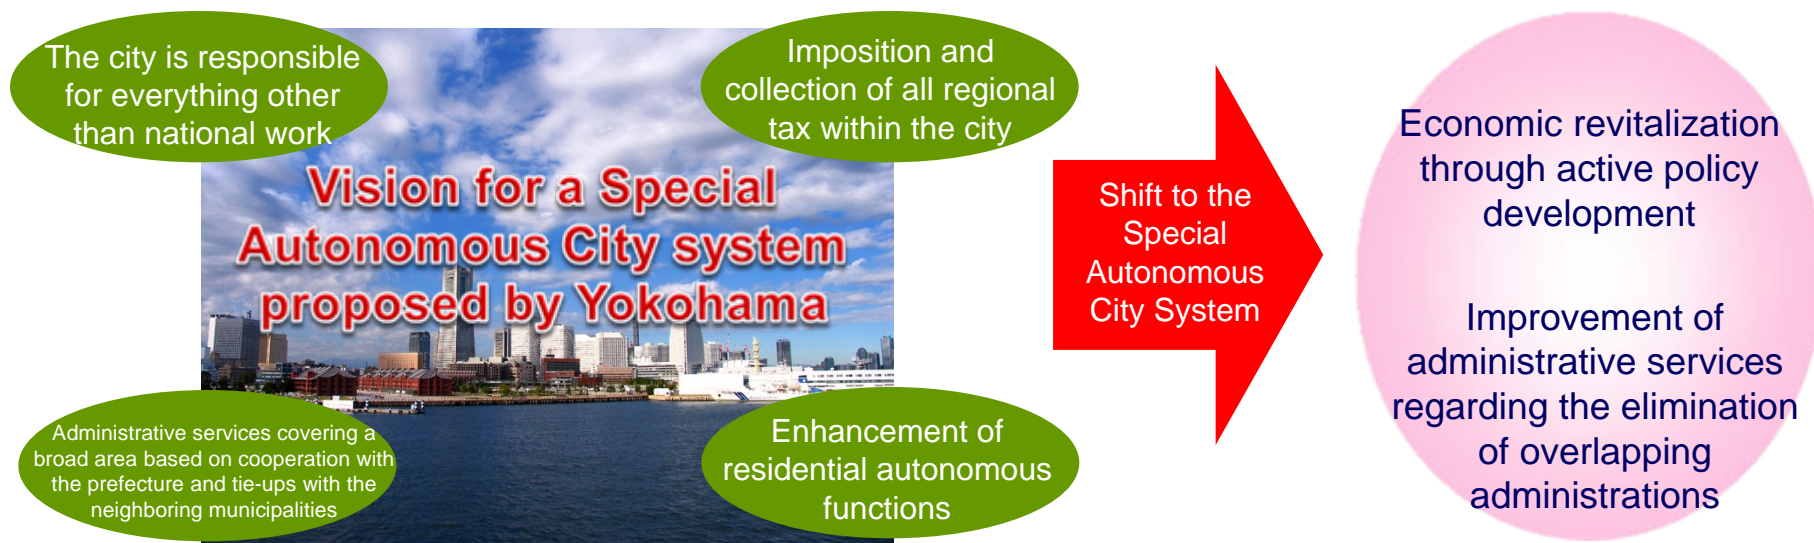 The city is responsible
for everything other
than national work
Imposition and
collection of all regional
tax within the city
Vision for a Special
Autonomous City system
proposed by Yokohama
Administrative services covering a
broad area based on cooperation with
the prefecture and tie-ups with the
neighboring municipalities
Enhancement of
residential autonomous
functions
Shift to the
Special
Autonomous
City System
Economic revitalization
through active policy
development
Improvement of
administrative services
regarding the elimination
of overlapping
administrations